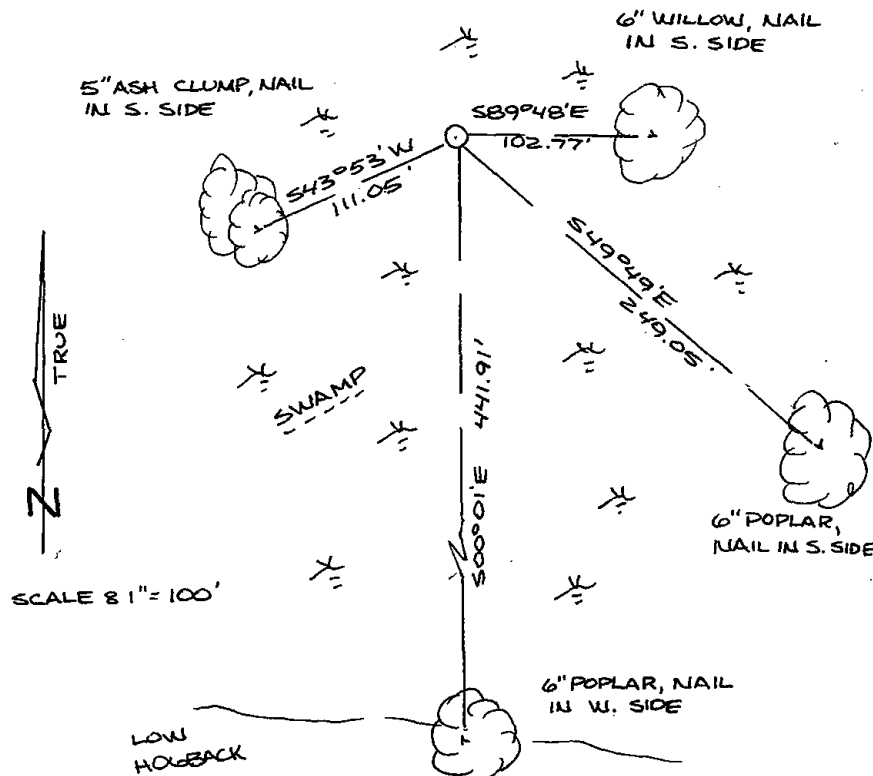 6" WILLOW, NAIL
IN S. SIDE
5" ASH CLUMP, NAIL
IN S. SIDE
S89°48'E
102.77'
S43°53'W
111.05'
S49°49'E
249.05'
TRUE
N
S00°01'E 441.91'
SWAMP
SCALE 8 1" = 100'
6" POPLAR,
NAIL IN S. SIDE
6" POPLAR, NAIL
IN W. SIDE
LOW
HOGBACK